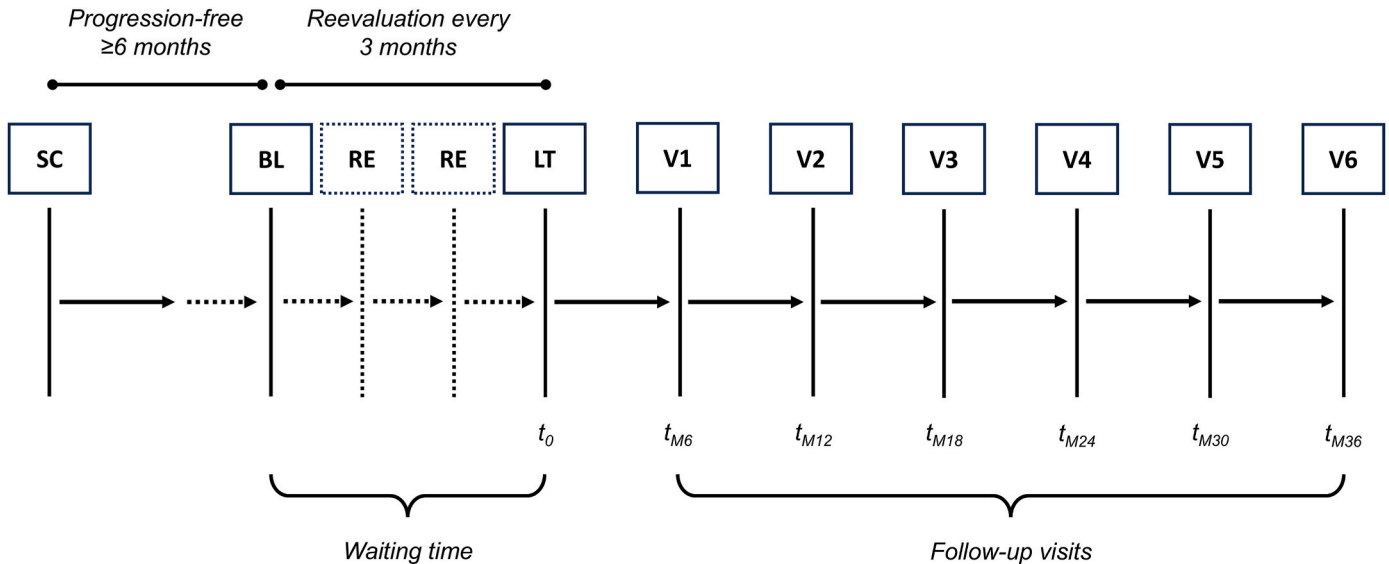 Progression-free
≥6 months
Reevaluation every
3 months
SC
BL
RE
RE
LT
V1
V2
V3
V4
V5
V6
t0
tM6
tM12
tM18
tM24
tM30
tM36
Waiting time
Follow-up visits